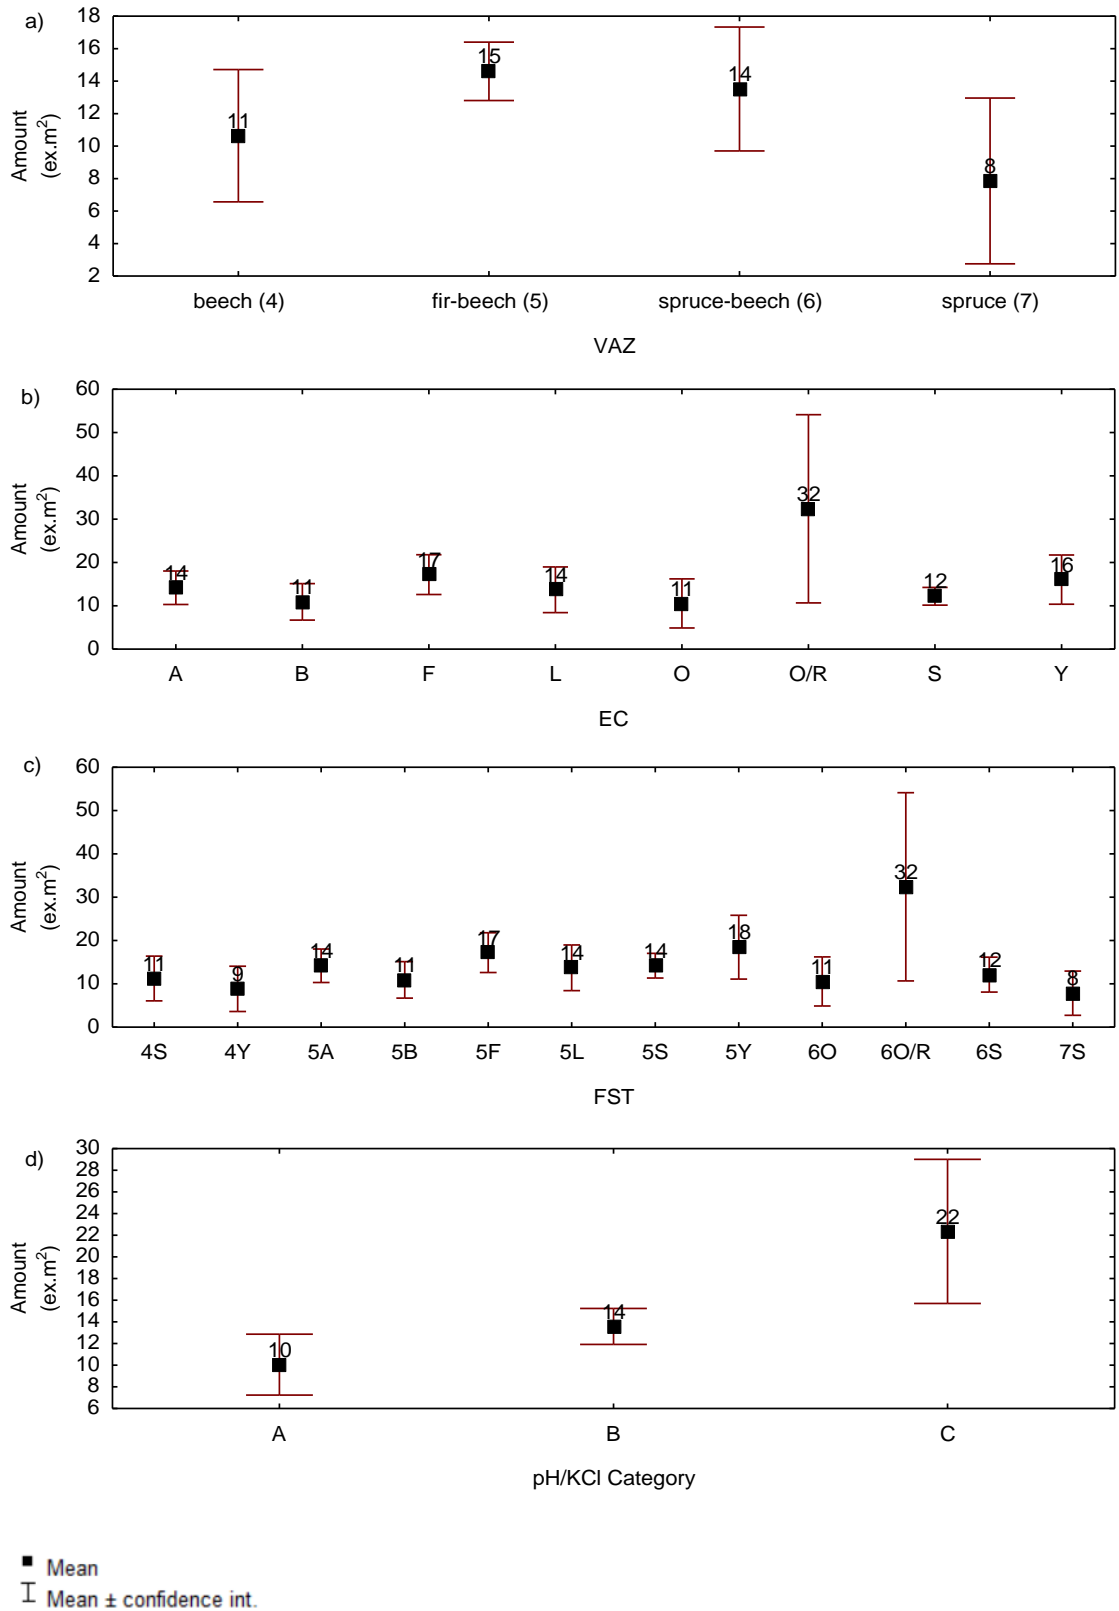 a)
18
16
14
12
10
8
6
4
2
Amount
(ex.m²)
11
15
14
8
beech (4) fir-beech (5) spruce-beech (6) spruce (7)
VAZ
b)
60
50
40
30
20
10
0
Amount
(ex.m²)
14 11 17 14 11 32 12 16
A B F L O O/R S Y
EC
c)
60
50
40
30
20
10
0
Amount
(ex.m²)
11 9 14 11 17 14 14 18 11 32 12 8
4S 4Y 5A 5B 5F 5L 5S 5Y 6O 6O/R 6S 7S
FST
d)
30
28
26
24
22
20
18
16
14
12
10
8
6
Amount
(ex.m²)
10 14 22
A B C
pH/KCl Category
Mean
Mean ± confidence int.